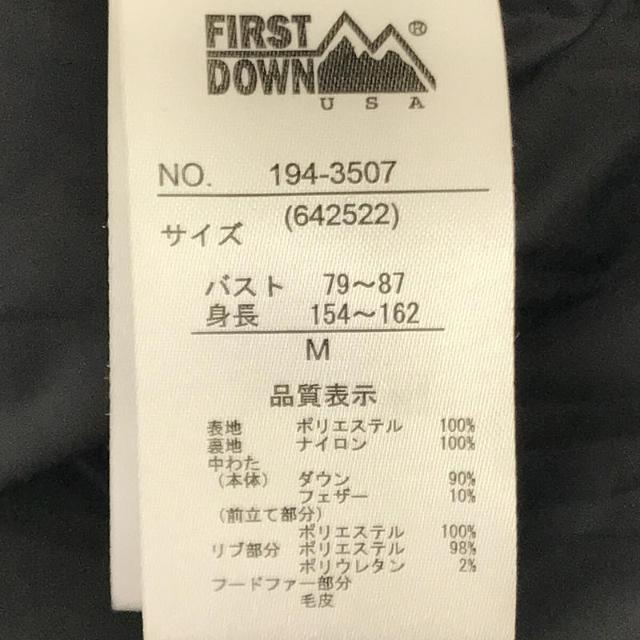 FIRST
DOWN ®
USA
NO. 194-3507
(642522)
サイズ
バスト 79～87
身長 154～162
M
品質表示
表地 ポリエステル 100%
裏地 ナイロン 100%
中わた
(本体) ダウン 90%
フェザー 10%
(前立て部分)
ポリエステル 100%
リブ部分 ポリエステル 98%
ポリウレタン 2%
フードファー部分
毛皮